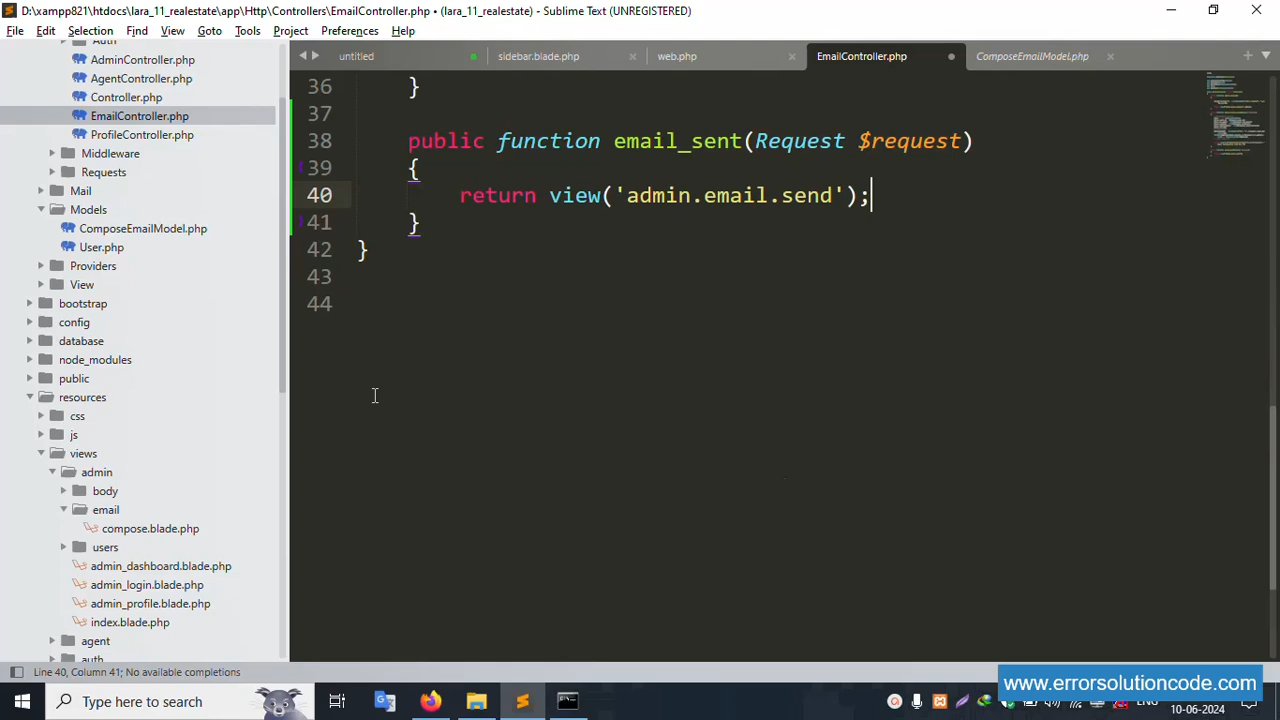 D:\xampp821\htdocs\lara_11_realestate\app\Http\Controllers\EmailController.php • (lara_11_realestate) - Sublime Text (UNREGISTERED)
File Edit Selection Find View Goto Tools Project Preferences Help
untitled sidebar.blade.php web.php EmailController.php ComposeEmailModel.php
AdminController.php
AgentController.php
Controller.php
EmailController.php
ProfileController.php
Middleware
Requests
Mail
Models
ComposeEmailModel.php
User.php
Providers
View
bootstrap
config
database
node_modules
public
resources
css
js
views
admin
body
email
compose.blade.php
users
admin_dashboard.blade.php
admin_login.blade.php
admin_profile.blade.php
index.blade.php
agent
auth
36 }
37
38 public function email_sent(Request $request)
39 {
40 return view('admin.email.send');
41 }
42 }
43
44
Line 40, Column 41; No available completions
www.errorsolutioncode.com
Type here to search
ENG
10-06-2024